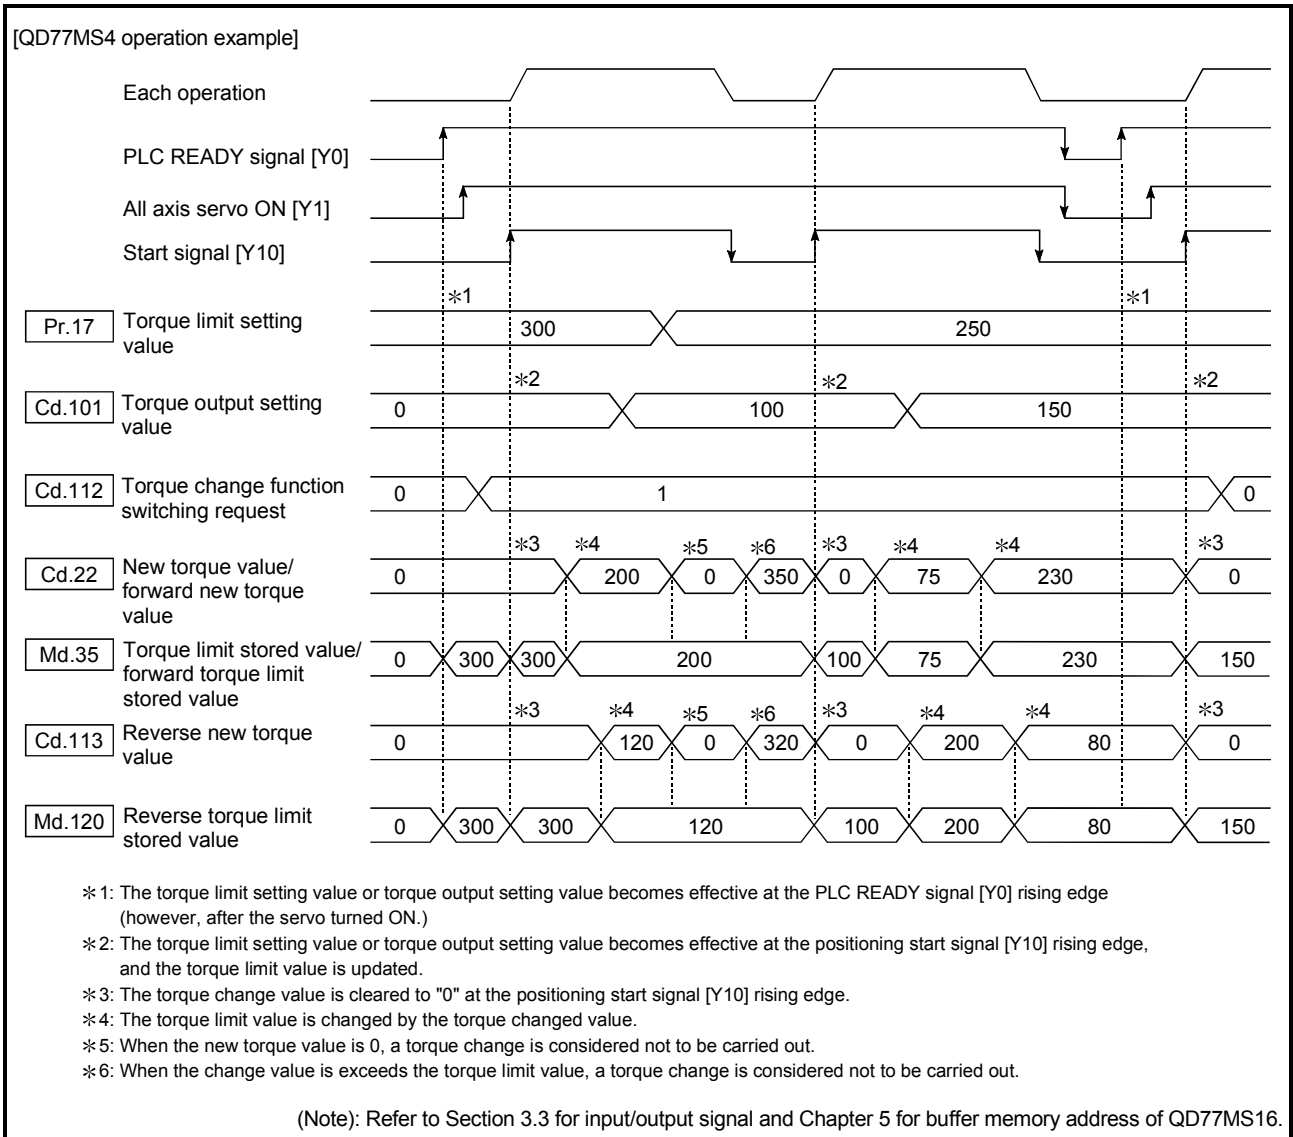 [QD77MS4 operation example]
Each operation
PLC READY signal [Y0]
All axis servo ON [Y1]
Start signal [Y10]
∗1 ∗1
Pr.17 Torque limit setting 300 250
value
∗2 ∗2 ∗2
Cd.101 Torque output setting 0 100 150
value
Cd.112 Torque change function 0 1 0
switching request
∗3 ∗4 ∗5 ∗6 ∗3 ∗4 ∗4 ∗3
Cd.22 New torque value/ 0 200 0 350 0 75 230 0
forward new torque
value
Md.35 Torque limit stored value/ 0 300 300 200 100 75 230 150
forward torque limit
stored value
∗3 ∗4 ∗5 ∗6 ∗3 ∗4 ∗4 ∗3
Cd.113 Reverse new torque 0 120 0 320 0 200 80 0
value
Md.120 Reverse torque limit 0 300 300 120 100 200 80 150
stored value
∗1: The torque limit setting value or torque output setting value becomes effective at the PLC READY signal [Y0] rising edge
(however, after the servo turned ON.)
∗2: The torque limit setting value or torque output setting value becomes effective at the positioning start signal [Y10] rising edge,
and the torque limit value is updated.
∗3: The torque change value is cleared to "0" at the positioning start signal [Y10] rising edge.
∗4: The torque limit value is changed by the torque changed value.
∗5: When the new torque value is 0, a torque change is considered not to be carried out.
∗6: When the change value is exceeds the torque limit value, a torque change is considered not to be carried out.
(Note): Refer to Section 3.3 for input/output signal and Chapter 5 for buffer memory address of QD77MS16.